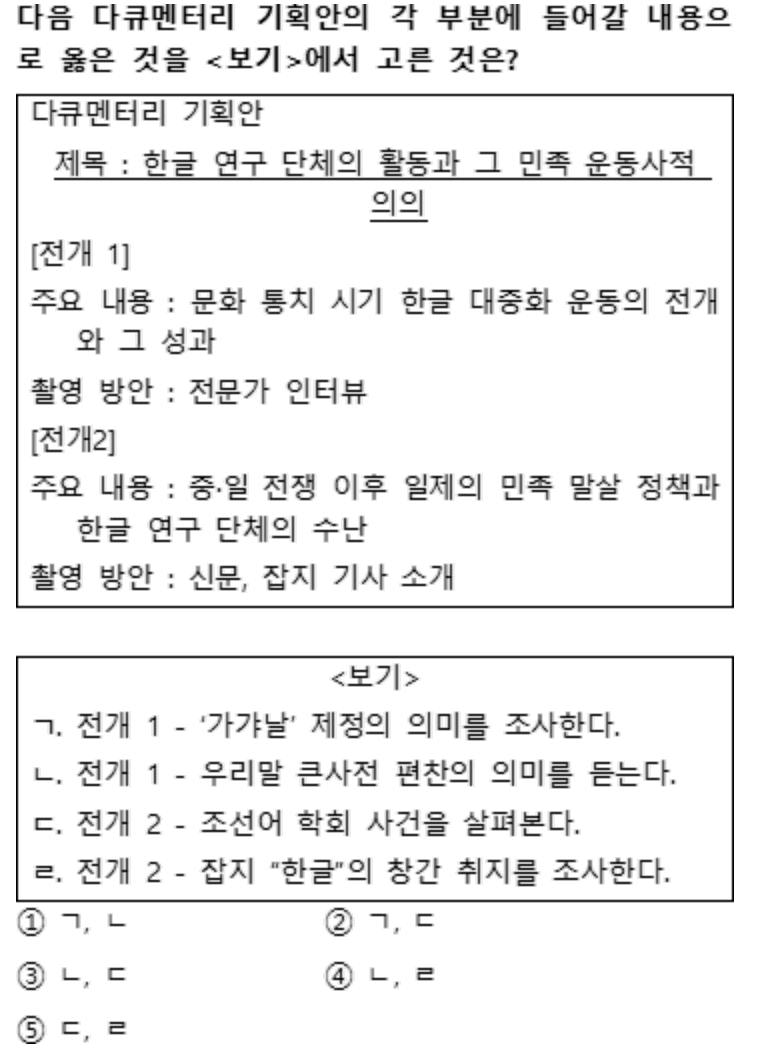 다음 다큐멘터리 기획안의 각 부분에 들어갈 내용으
로 옳은 것을 <보기>에서 고른 것은?
다큐멘터리 기획안
제목 : 한글 연구 단체의 활동과 그 민족 운동사적
의의
[전개 1]
주요 내용 : 문화 통치 시기 한글 대중화 운동의 전개
와 그 성과
촬영 방안 : 전문가 인터뷰
[전개2]
주요 내용 : 중·일 전쟁 이후 일제의 민족 말살 정책과
한글 연구 단체의 수난
촬영 방안 : 신문, 잡지 기사 소개
<보기>
ㄱ. 전개 1 - ‘가갸날’ 제정의 의미를 조사한다.
ㄴ. 전개 1 - 우리말 큰사전 편찬의 의미를 듣는다.
ㄷ. 전개 2 - 조선어 학회 사건을 살펴본다.
ㄹ. 전개 2 - 잡지 “한글”의 창간 취지를 조사한다.
① ㄱ, ㄴ ② ㄱ, ㄷ
③ ㄴ, ㄷ ④ ㄴ, ㄹ
⑤ ㄷ, ㄹ